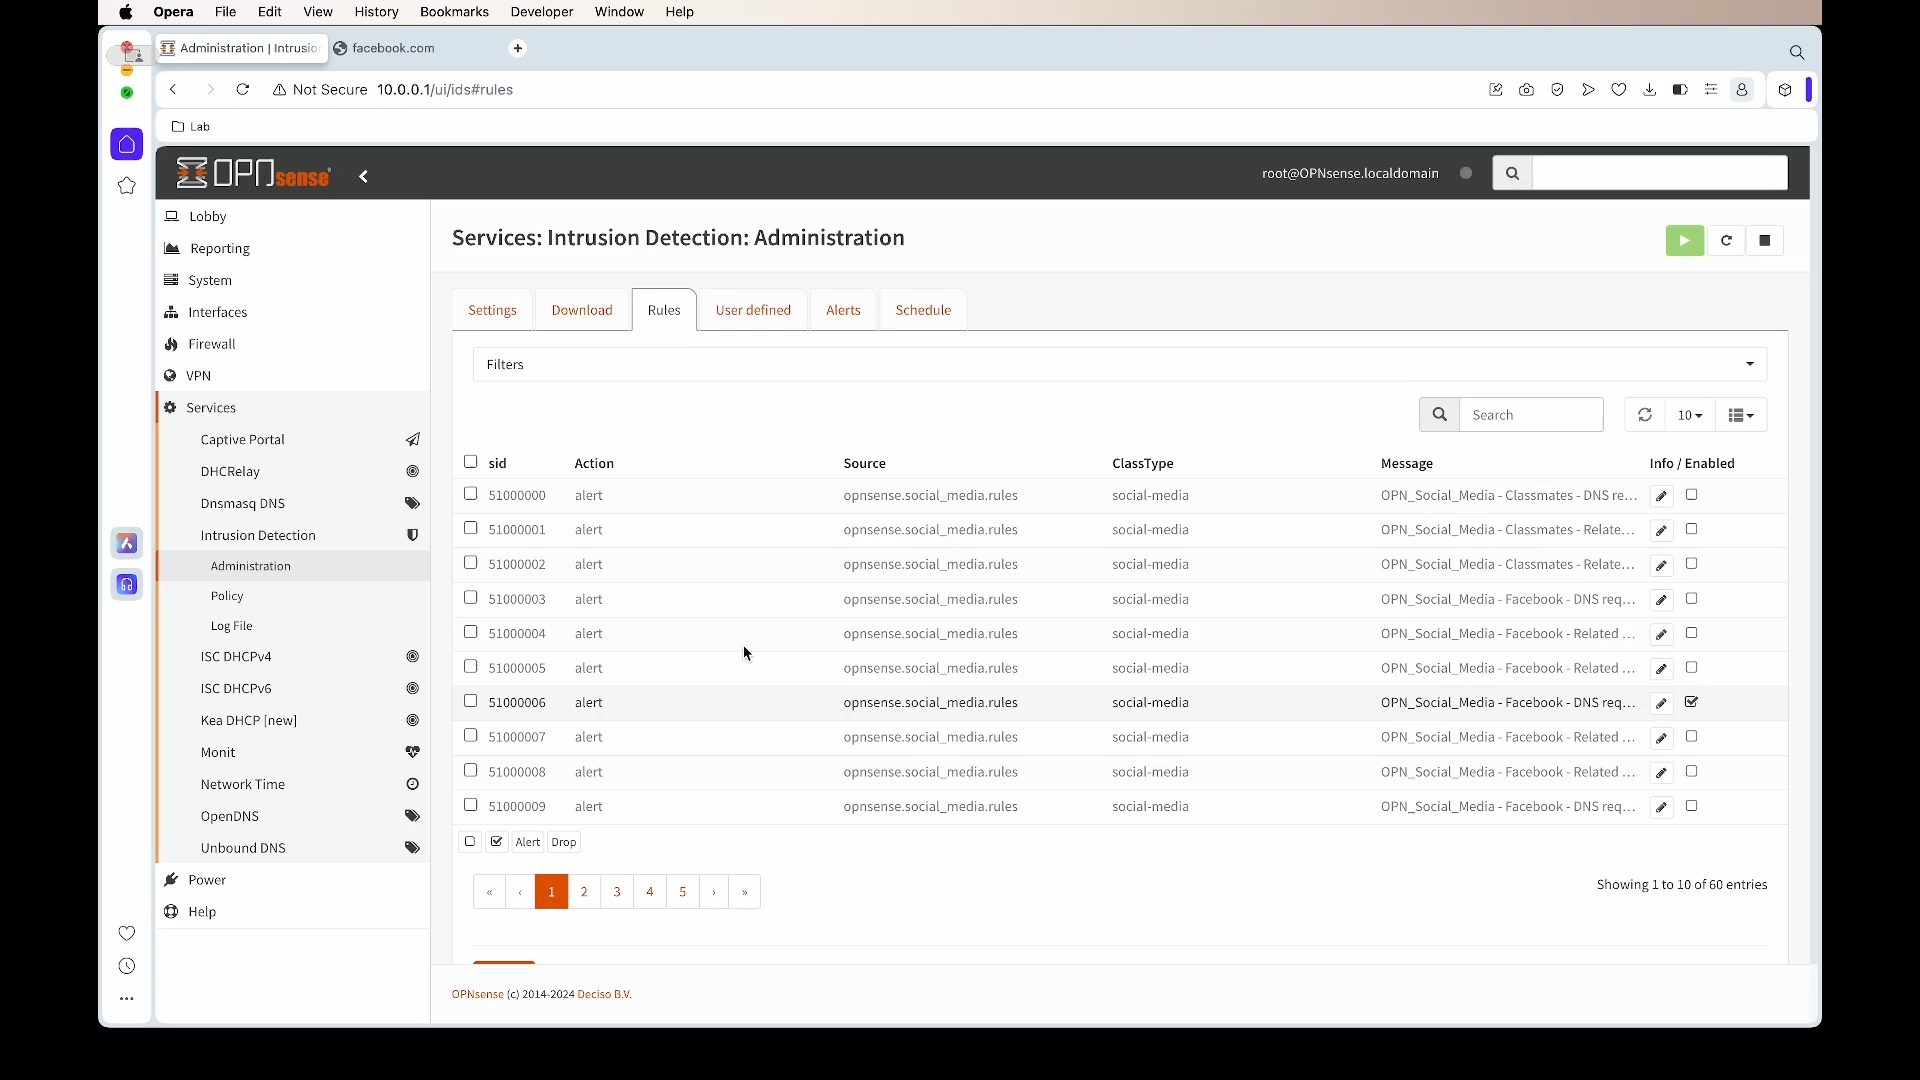 Opera File Edit View History Bookmarks Developer Window Help
Administration | Intrusio facebook.com
Not Secure 10.0.0.1/ui/ids#rules
Lab
OPNsense root@OPNsense.localdomain
Lobby
Reporting
System
Interfaces
Firewall
VPN
Services
Captive Portal
DHCRelay
Dnsmasq DNS
Intrusion Detection
Administration
Policy
Log File
ISC DHCPv4
ISC DHCPv6
Kea DHCP [new]
Monit
Network Time
OpenDNS
Unbound DNS
Power
Help
Services: Intrusion Detection: Administration
Settings Download Rules User defined Alerts Schedule
Filters
Search 10
sid Action Source ClassType Message Info / Enabled
51000000 alert opnsense.social_media.rules social-media OPN_Social_Media - Classmates - DNS re...
51000001 alert opnsense.social_media.rules social-media OPN_Social_Media - Classmates - Relate...
51000002 alert opnsense.social_media.rules social-media OPN_Social_Media - Classmates - Relate...
51000003 alert opnsense.social_media.rules social-media OPN_Social_Media - Facebook - DNS req...
51000004 alert opnsense.social_media.rules social-media OPN_Social_Media - Facebook - Related ...
51000005 alert opnsense.social_media.rules social-media OPN_Social_Media - Facebook - Related ...
51000006 alert opnsense.social_media.rules social-media OPN_Social_Media - Facebook - DNS req...
51000007 alert opnsense.social_media.rules social-media OPN_Social_Media - Facebook - Related ...
51000008 alert opnsense.social_media.rules social-media OPN_Social_Media - Facebook - Related ...
51000009 alert opnsense.social_media.rules social-media OPN_Social_Media - Facebook - DNS req...
Alert Drop
« ‹ 1 2 3 4 5 › »
Showing 1 to 10 of 60 entries
OPNsense (c) 2014-2024 Deciso B.V.